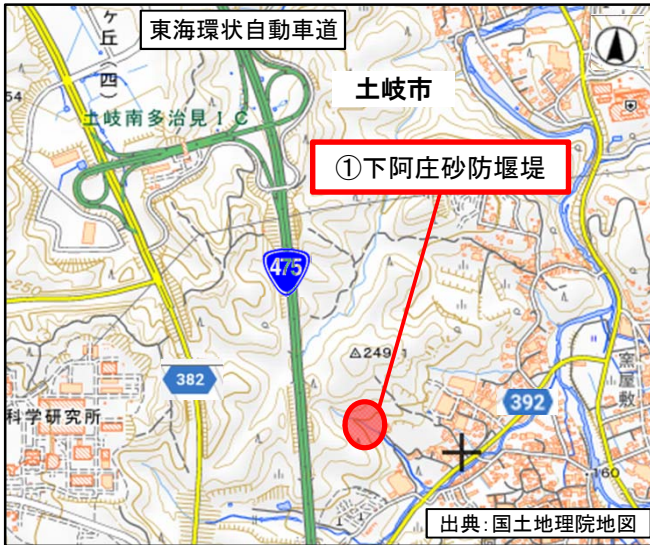 東海環状自動車道
ケ丘(四)
54
土岐市
土岐南多治見IC
①下阿庄砂防堰堤
475
△249.1
382
392
窯屋敷
科学研究所
160
出典:国土地理院地図